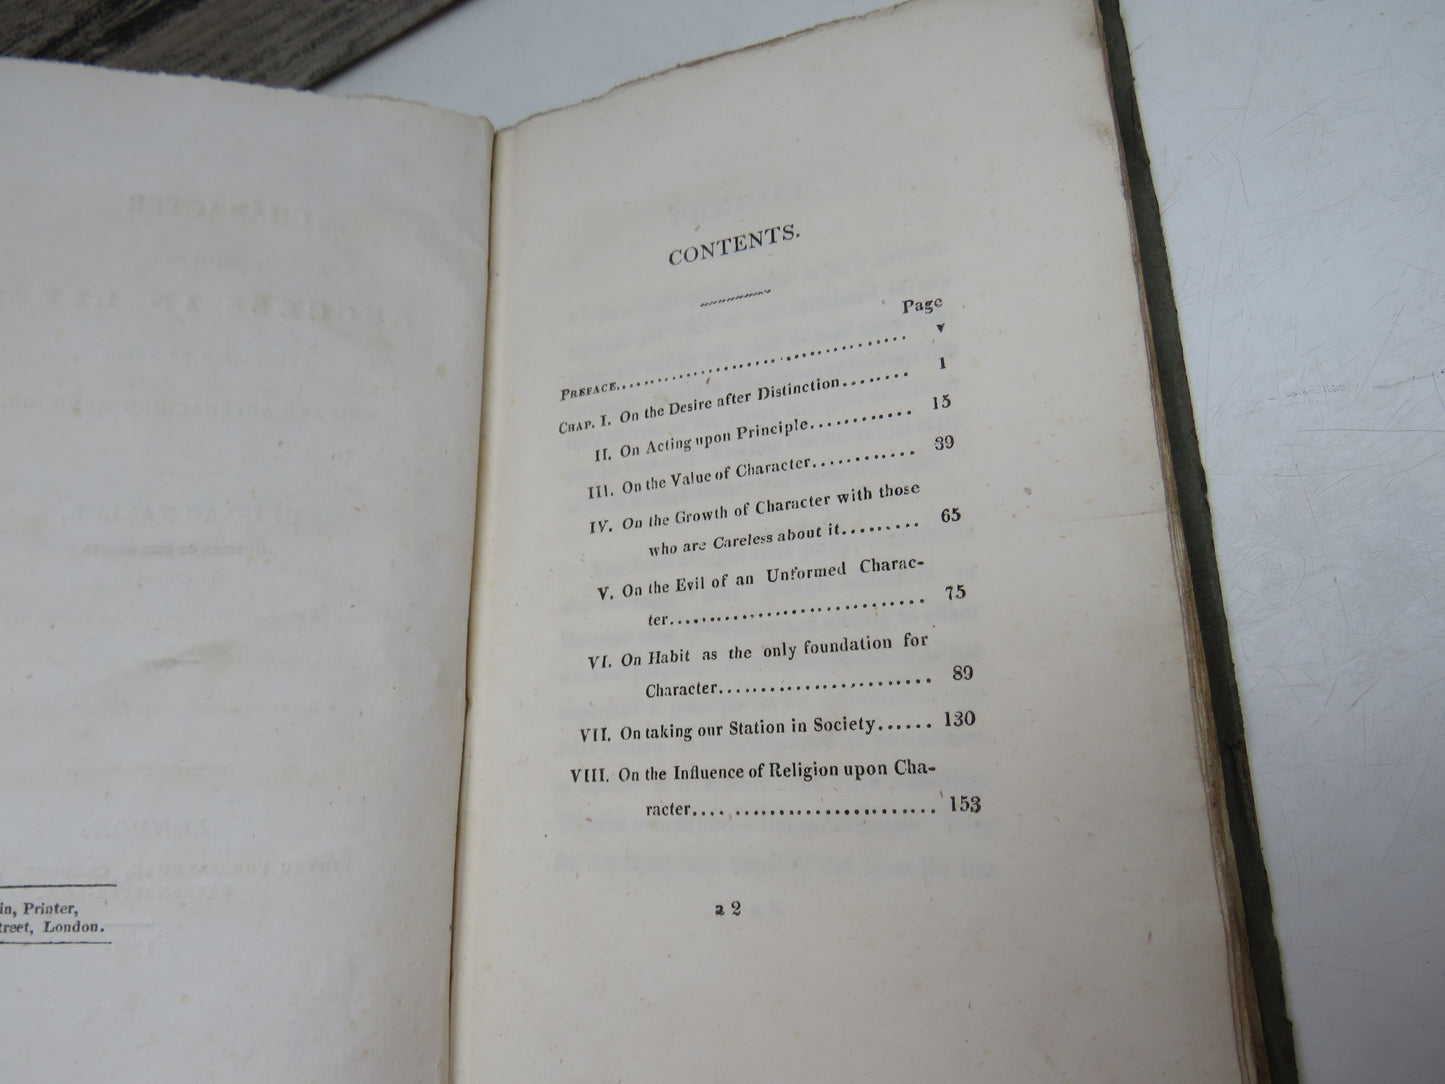 in, Printer,
treet, London.
CONTENTS.
Page
PREFACE.......................................... v
CHAP. I. On the Desire after Distinction........ 1
II. On Acting upon Principle............ 15
III. On the Value of Character............ 39
IV. On the Growth of Character with those
who are Careless about it......... 65
V. On the Evil of an Unformed Charac-
ter.............................. 75
VI. On Habit as the only foundation for
Character......................... 89
VII. On taking our Station in Society...... 130
VIII. On the Influence of Religion upon Cha-
racter............................ 153
a 2